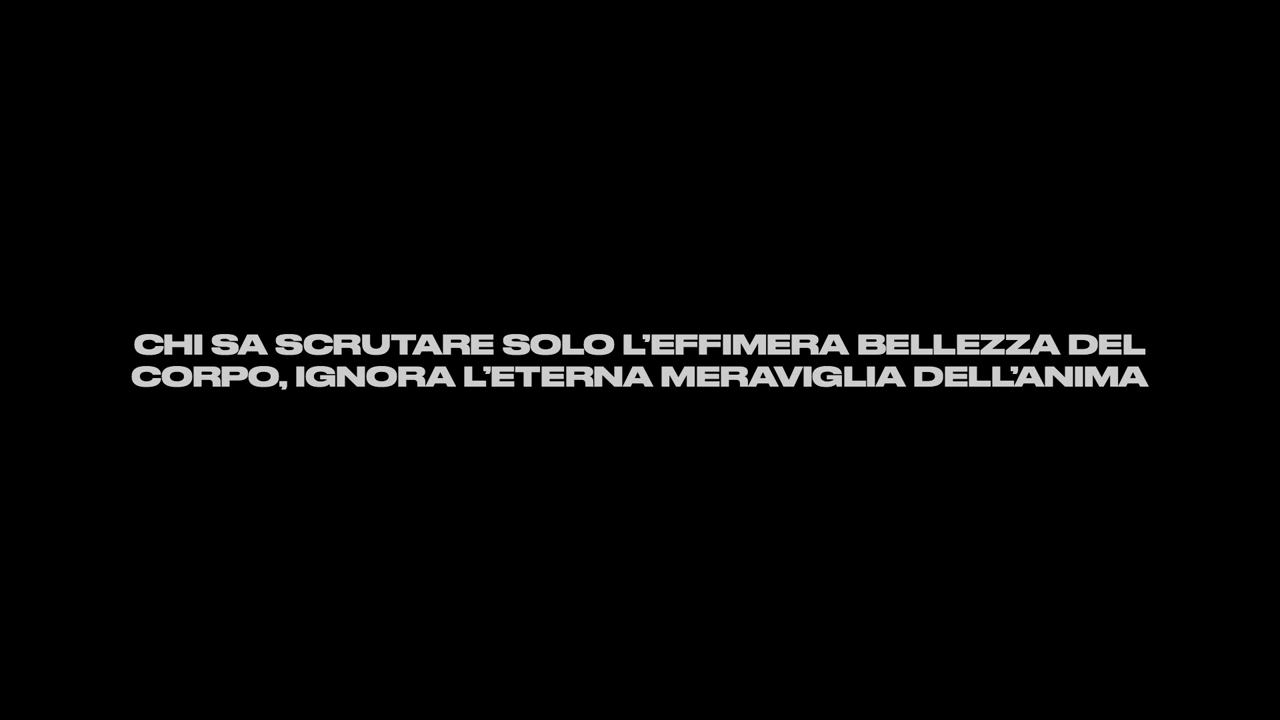 CHI SA SCRUTARE SOLO L’EFFIMERA BELLEZZA DEL
CORPO, IGNORA L’ETERNA MERAVIGLIA DELL’ANIMA